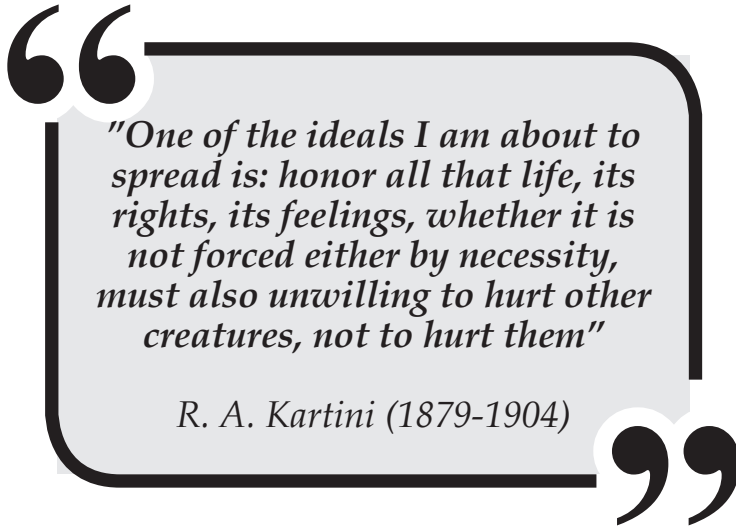 "One of the ideals I am about to
spread is: honor all that life, its
rights, its feelings, whether it is
not forced either by necessity,
must also unwilling to hurt other
creatures, not to hurt them"
R. A. Kartini (1879-1904)